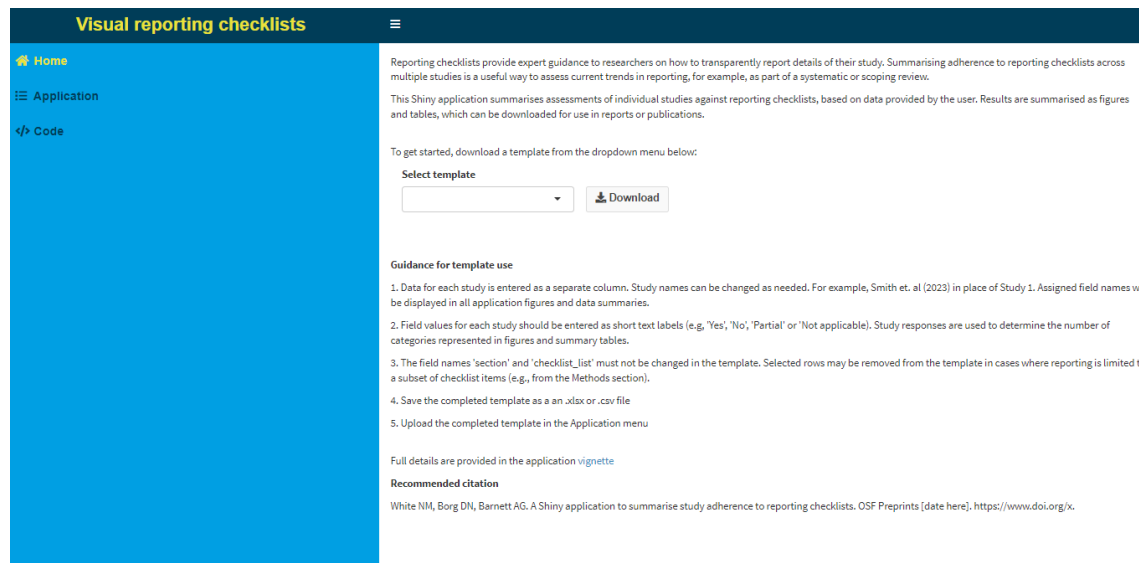 Visual reporting checklists
Home
Application
</> Code
Reporting checklists provide expert guidance to researchers on how to transparently report details of their study. Summarising adherence to reporting checklists across
multiple studies is a useful way to assess current trends in reporting, for example, as part of a systematic or scoping review.
This Shiny application summarises assessments of individual studies against reporting checklists, based on data provided by the user. Results are summarised as figures
and tables, which can be downloaded for use in reports or publications.
To get started, download a template from the dropdown menu below:
Select template
Download
Guidance for template use
1. Data for each study is entered as a separate column. Study names can be changed as needed. For example, Smith et. al (2023) in place of Study 1. Assigned field names w
be displayed in all application figures and data summaries.
2. Field values for each study should be entered as short text labels (e.g, 'Yes', 'No', 'Partial' or 'Not applicable). Study responses are used to determine the number of
categories represented in figures and summary tables.
3. The field names 'section' and 'checklist_list' must not be changed in the template. Selected rows may be removed from the template in cases where reporting is limited t
a subset of checklist items (e.g., from the Methods section).
4. Save the completed template as a an .xlsx or .csv file
5. Upload the completed template in the Application menu
Full details are provided in the application vignette
Recommended citation
White NM, Borg DN, Barnett AG. A Shiny application to summarise study adherence to reporting checklists. OSF Preprints [date here]. https://www.doi.org/x.